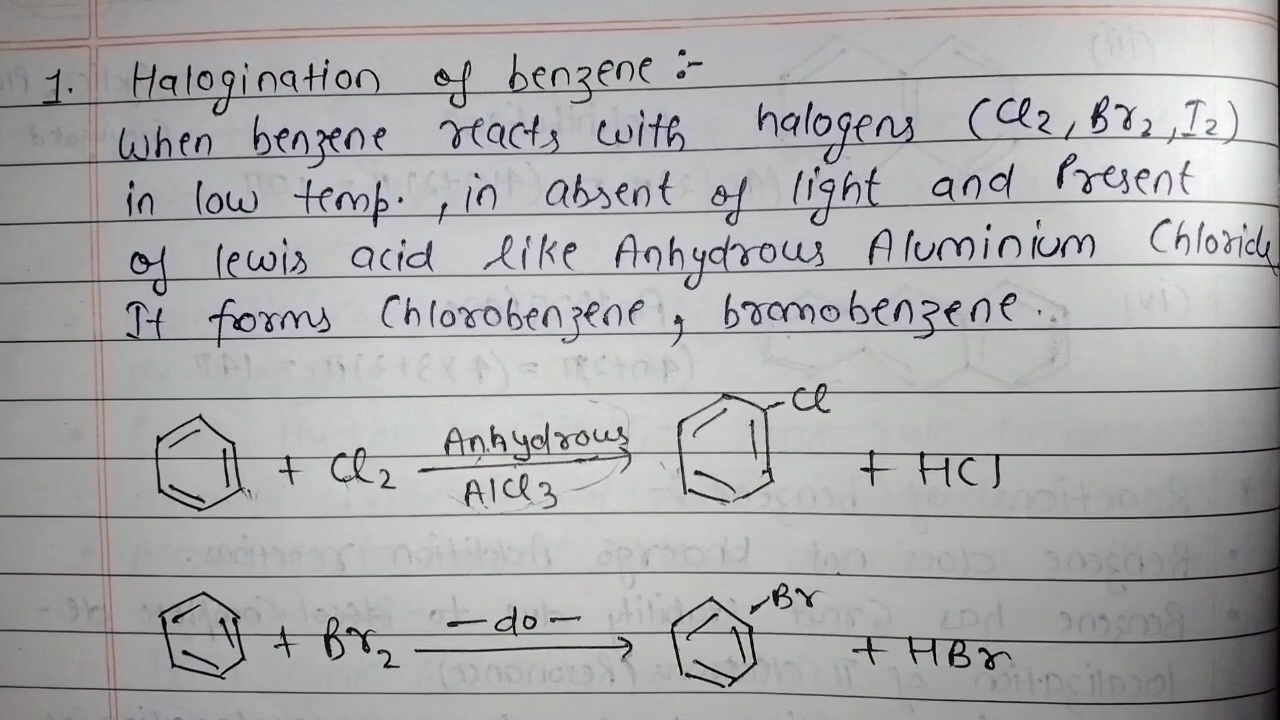 1. Halogination of benzene :-
When benzene reacts with halogens (Cl2, Br2, I2)
in low temp., in absent of light and Present
of lewis acid like Anhydrous Aluminium Chloride
It forms Chlorobenzene, bromobenzene.
Cl
+ Cl2 Anhydrous + HCl
AlCl3
Br
+ Br2 -do- + HBr